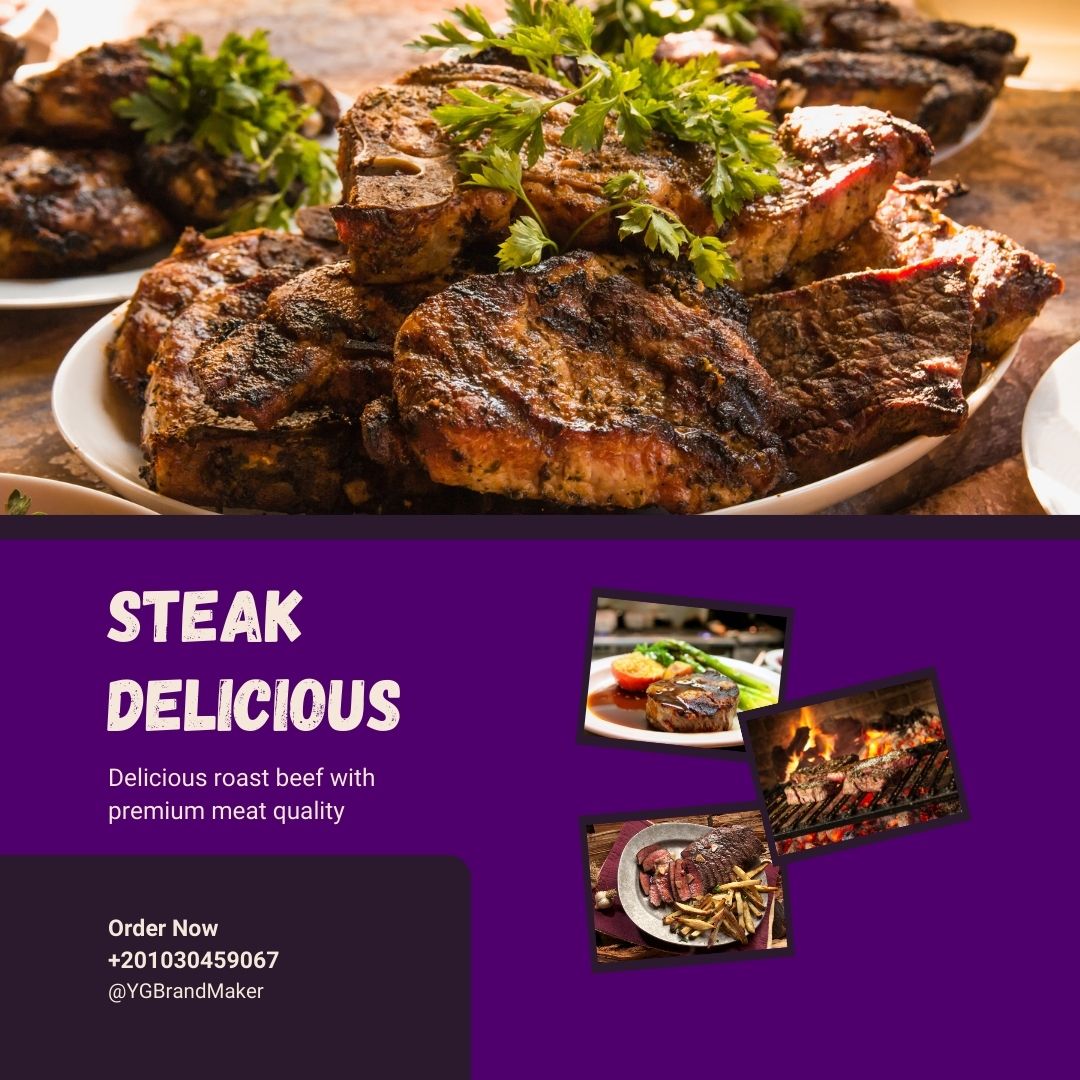 STEAK
DELICIOUS
Delicious roast beef with
premium meat quality
Order Now
+201030459067
@YGBrandMaker